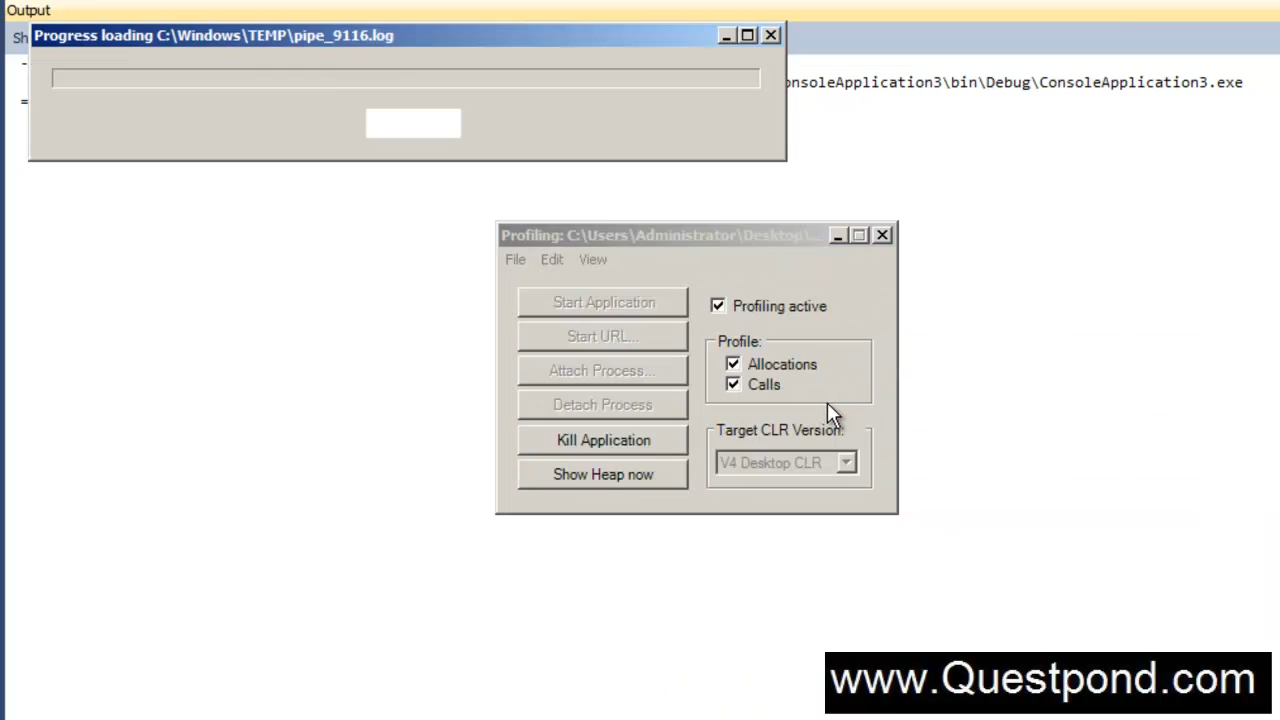 Output
Sh
Progress loading C:\Windows\TEMP\pipe_9116.log
onsoleApplication3\bin\Debug\ConsoleApplication3.exe
Profiling: C:\Users\Administrator\Desktop\...
File Edit View
Start Application
Profiling active
Start URL...
Profile:
Attach Process...
Allocations
Calls
Detach Process
Target CLR Version:
Kill Application
V4 Desktop CLR
Show Heap now
www.Questpond.com